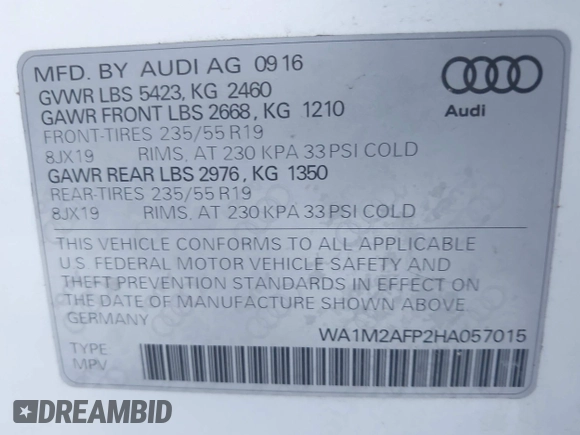 MFD. BY AUDI AG 09 16
GVWR LBS 5423, KG 2460
GAWR FRONT LBS 2668, KG 1210
FRONT-TIRES 235/55 R19
8JX19 RIMS, AT 230 KPA 33 PSI COLD
GAWR REAR LBS 2976, KG 1350
REAR-TIRES 235/55 R19
8JX19 RIMS, AT 230 KPA 33 PSI COLD
Audi
THIS VEHICLE CONFORMS TO ALL APPLICABLE
U.S. FEDERAL MOTOR VEHICLE SAFETY AND
THEFT PREVENTION STANDARDS IN EFFECT ON
THE DATE OF MANUFACTURE SHOWN ABOVE.
GERMANY
WA1M2AFP2HA057015
TYPE
MPV
DREAMBID